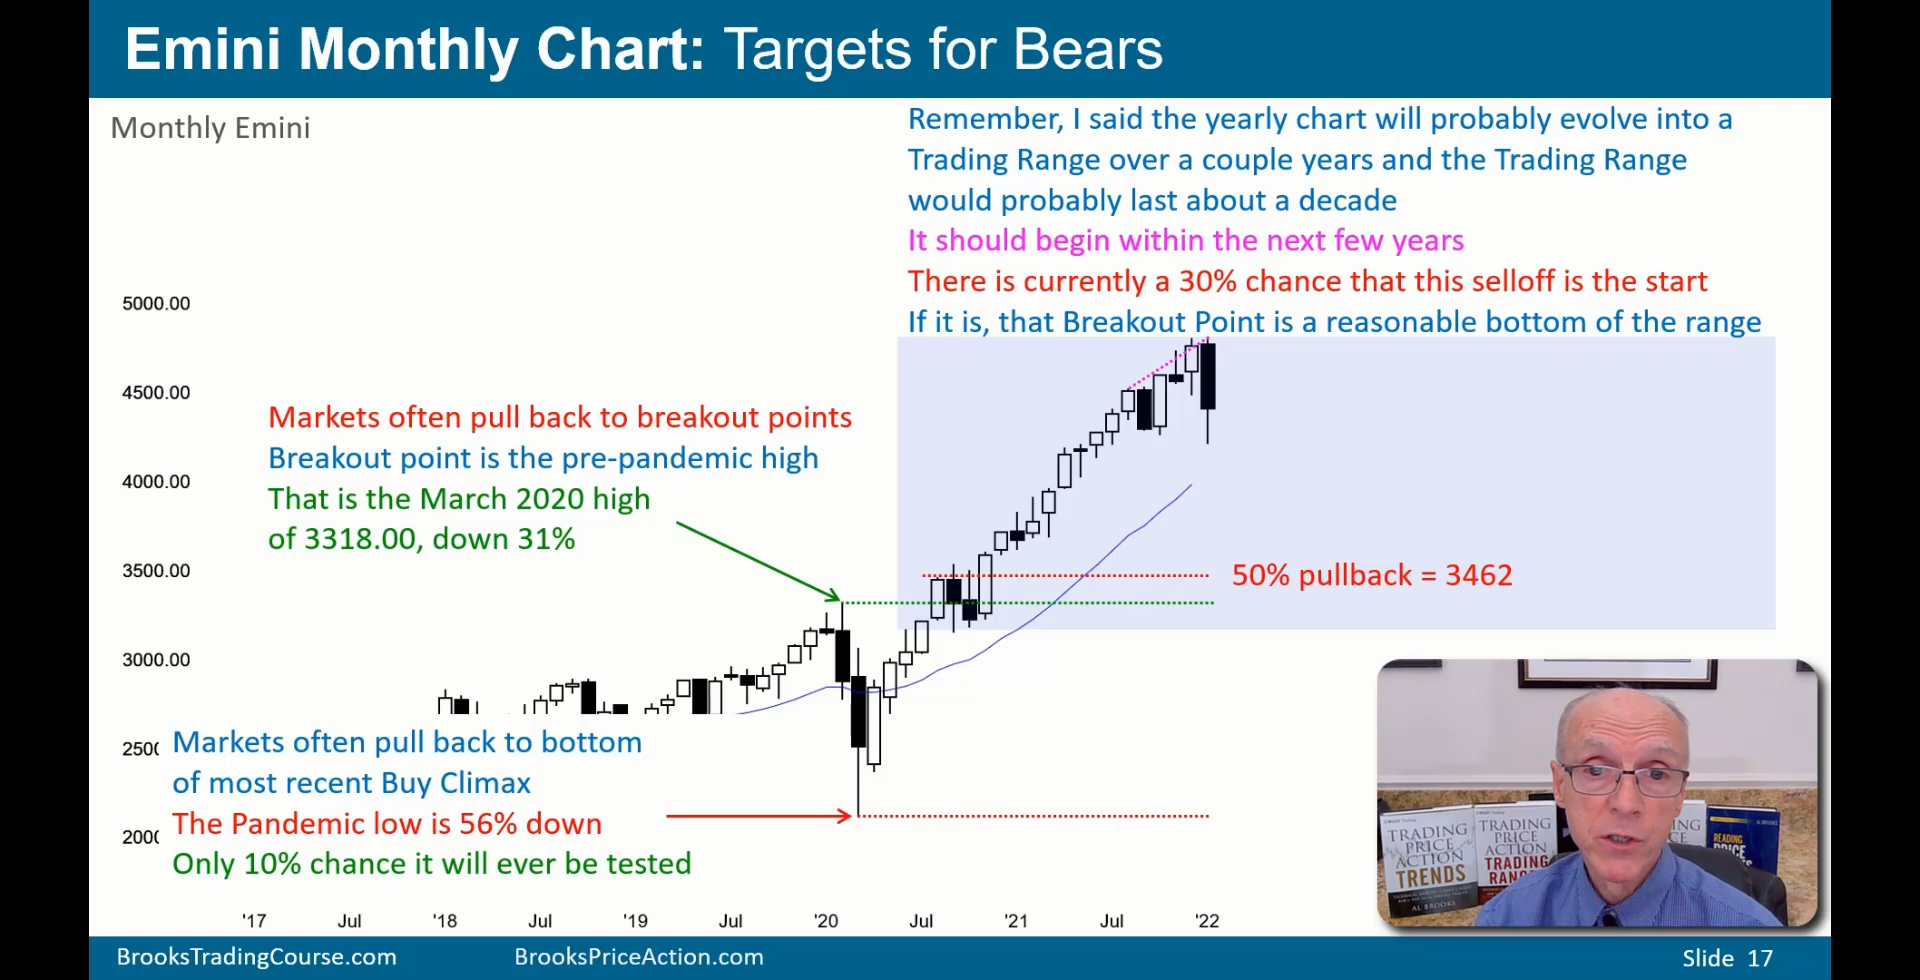 Emini Monthly Chart: Targets for Bears
Monthly Emini
Remember, I said the yearly chart will probably evolve into a
Trading Range over a couple years and the Trading Range
would probably last about a decade
It should begin within the next few years
There is currently a 30% chance that this selloff is the start
If it is, that Breakout Point is a reasonable bottom of the range
5000.00
4500.00
Markets often pull back to breakout points
Breakout point is the pre-pandemic high
4000.00
That is the March 2020 high
of 3318.00, down 31%
3500.00
50% pullback = 3462
3000.00
2500
Markets often pull back to bottom
of most recent Buy Climax
The Pandemic low is 56% down
2000
Only 10% chance it will ever be tested
'17 Jul '18 Jul '19 Jul '20 Jul '21 Jul '22
TRADING
PRICE
ACTION
TRENDS
AL BROOKS
TRADING
PRICE
ACTION
TRADING
READING
PRICE
BrooksTradingCourse.com BrooksPriceAction.com Slide 17